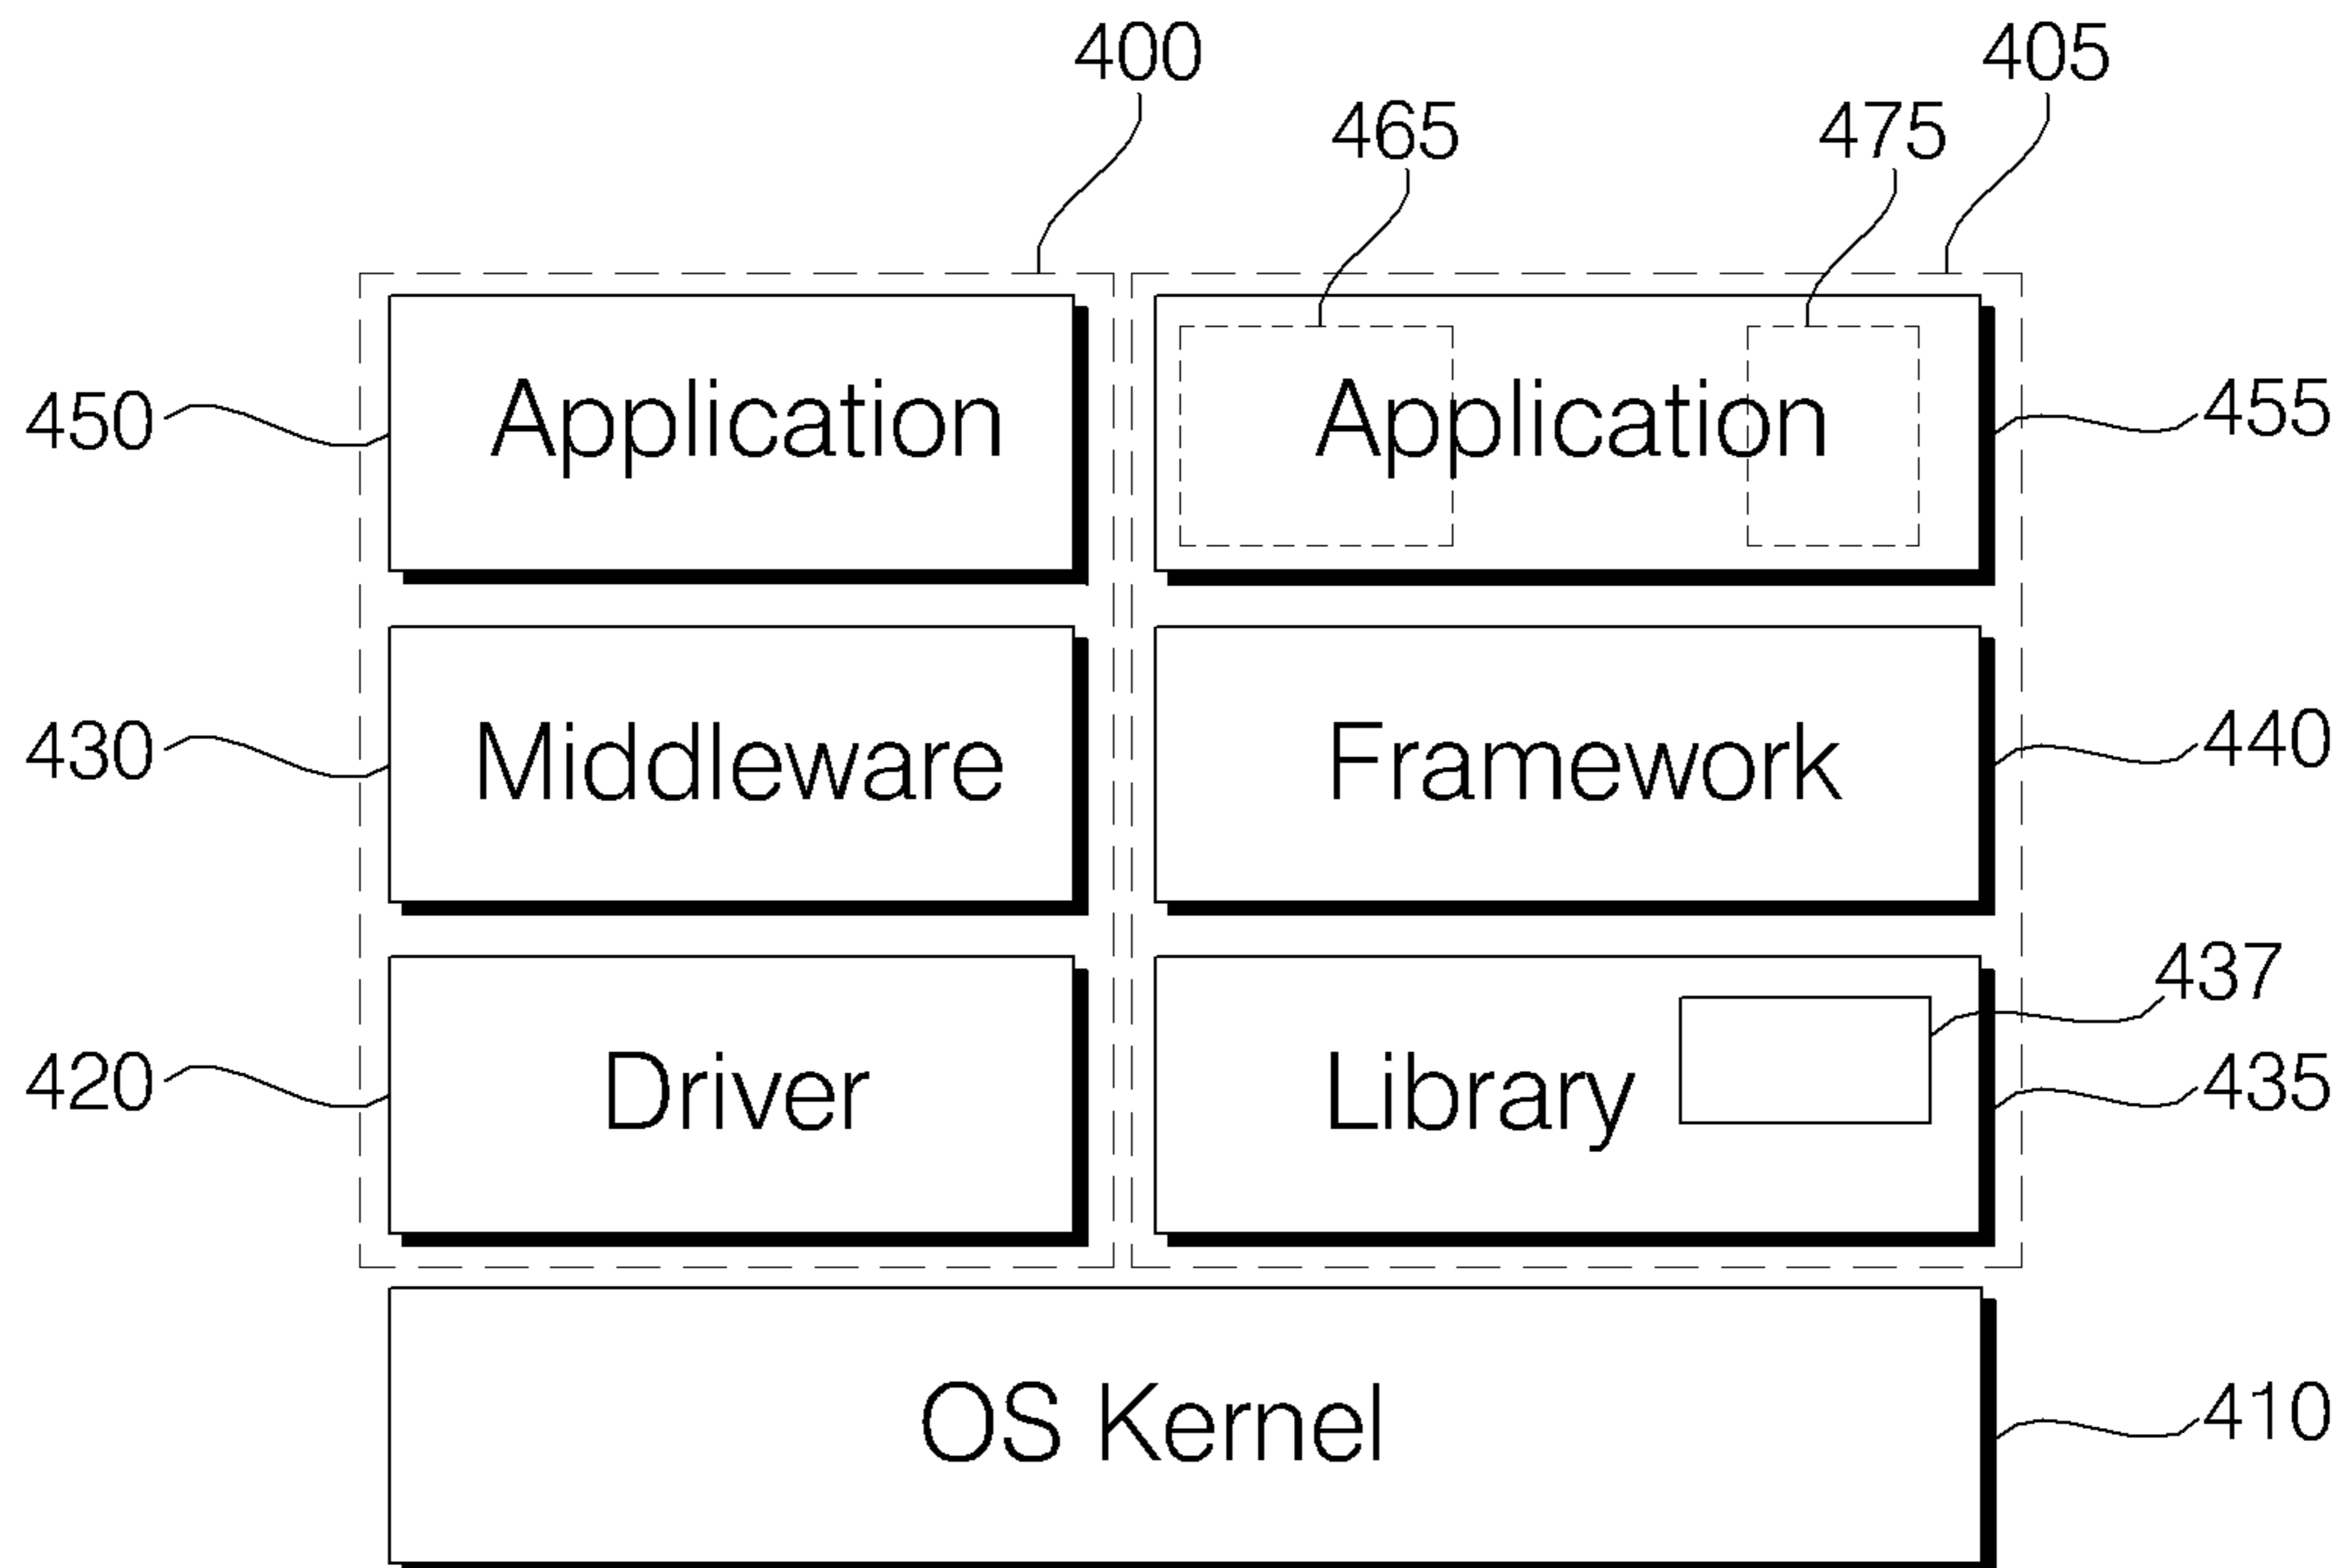 400 405
465 475
450 Application Application 455
430 Middleware Framework 440
437
420 Driver Library 435
OS Kernel 410